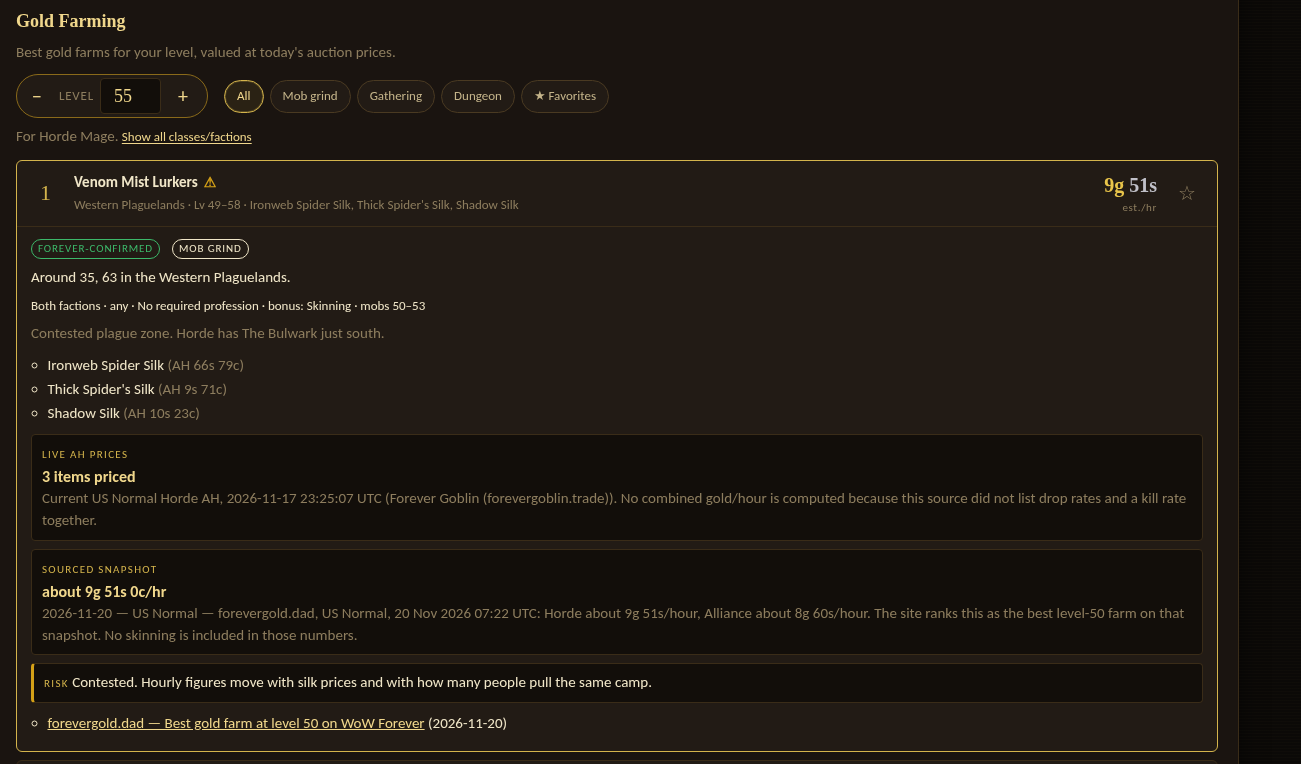 Gold Farming
Best gold farms for your level, valued at today's auction prices.
− LEVEL 55 + All Mob grind Gathering Dungeon ★ Favorites
For Horde Mage. Show all classes/factions
1 Venom Mist Lurkers ⚠ 9g 51s ☆
Western Plaguelands · Lv 49–58 · Ironweb Spider Silk, Thick Spider's Silk, Shadow Silk est./hr
FOREVER-CONFIRMED MOB GRIND
Around 35, 63 in the Western Plaguelands.
Both factions · any · No required profession · bonus: Skinning · mobs 50–53
Contested plague zone. Horde has The Bulwark just south.
Ironweb Spider Silk (AH 66s 79c)
Thick Spider's Silk (AH 9s 71c)
Shadow Silk (AH 10s 23c)
LIVE AH PRICES
3 items priced
Current US Normal Horde AH, 2026-11-17 23:25:07 UTC (Forever Goblin (forevergoblin.trade)). No combined gold/hour is computed because this source did not list drop rates and a kill rate
together.
SOURCED SNAPSHOT
about 9g 51s 0c/hr
2026-11-20 — US Normal — forevergold.dad, US Normal, 20 Nov 2026 07:22 UTC: Horde about 9g 51s/hour, Alliance about 8g 60s/hour. The site ranks this as the best level-50 farm on that
snapshot. No skinning is included in those numbers.
RISK Contested. Hourly figures move with silk prices and with how many people pull the same camp.
forevergold.dad — Best gold farm at level 50 on WoW Forever (2026-11-20)